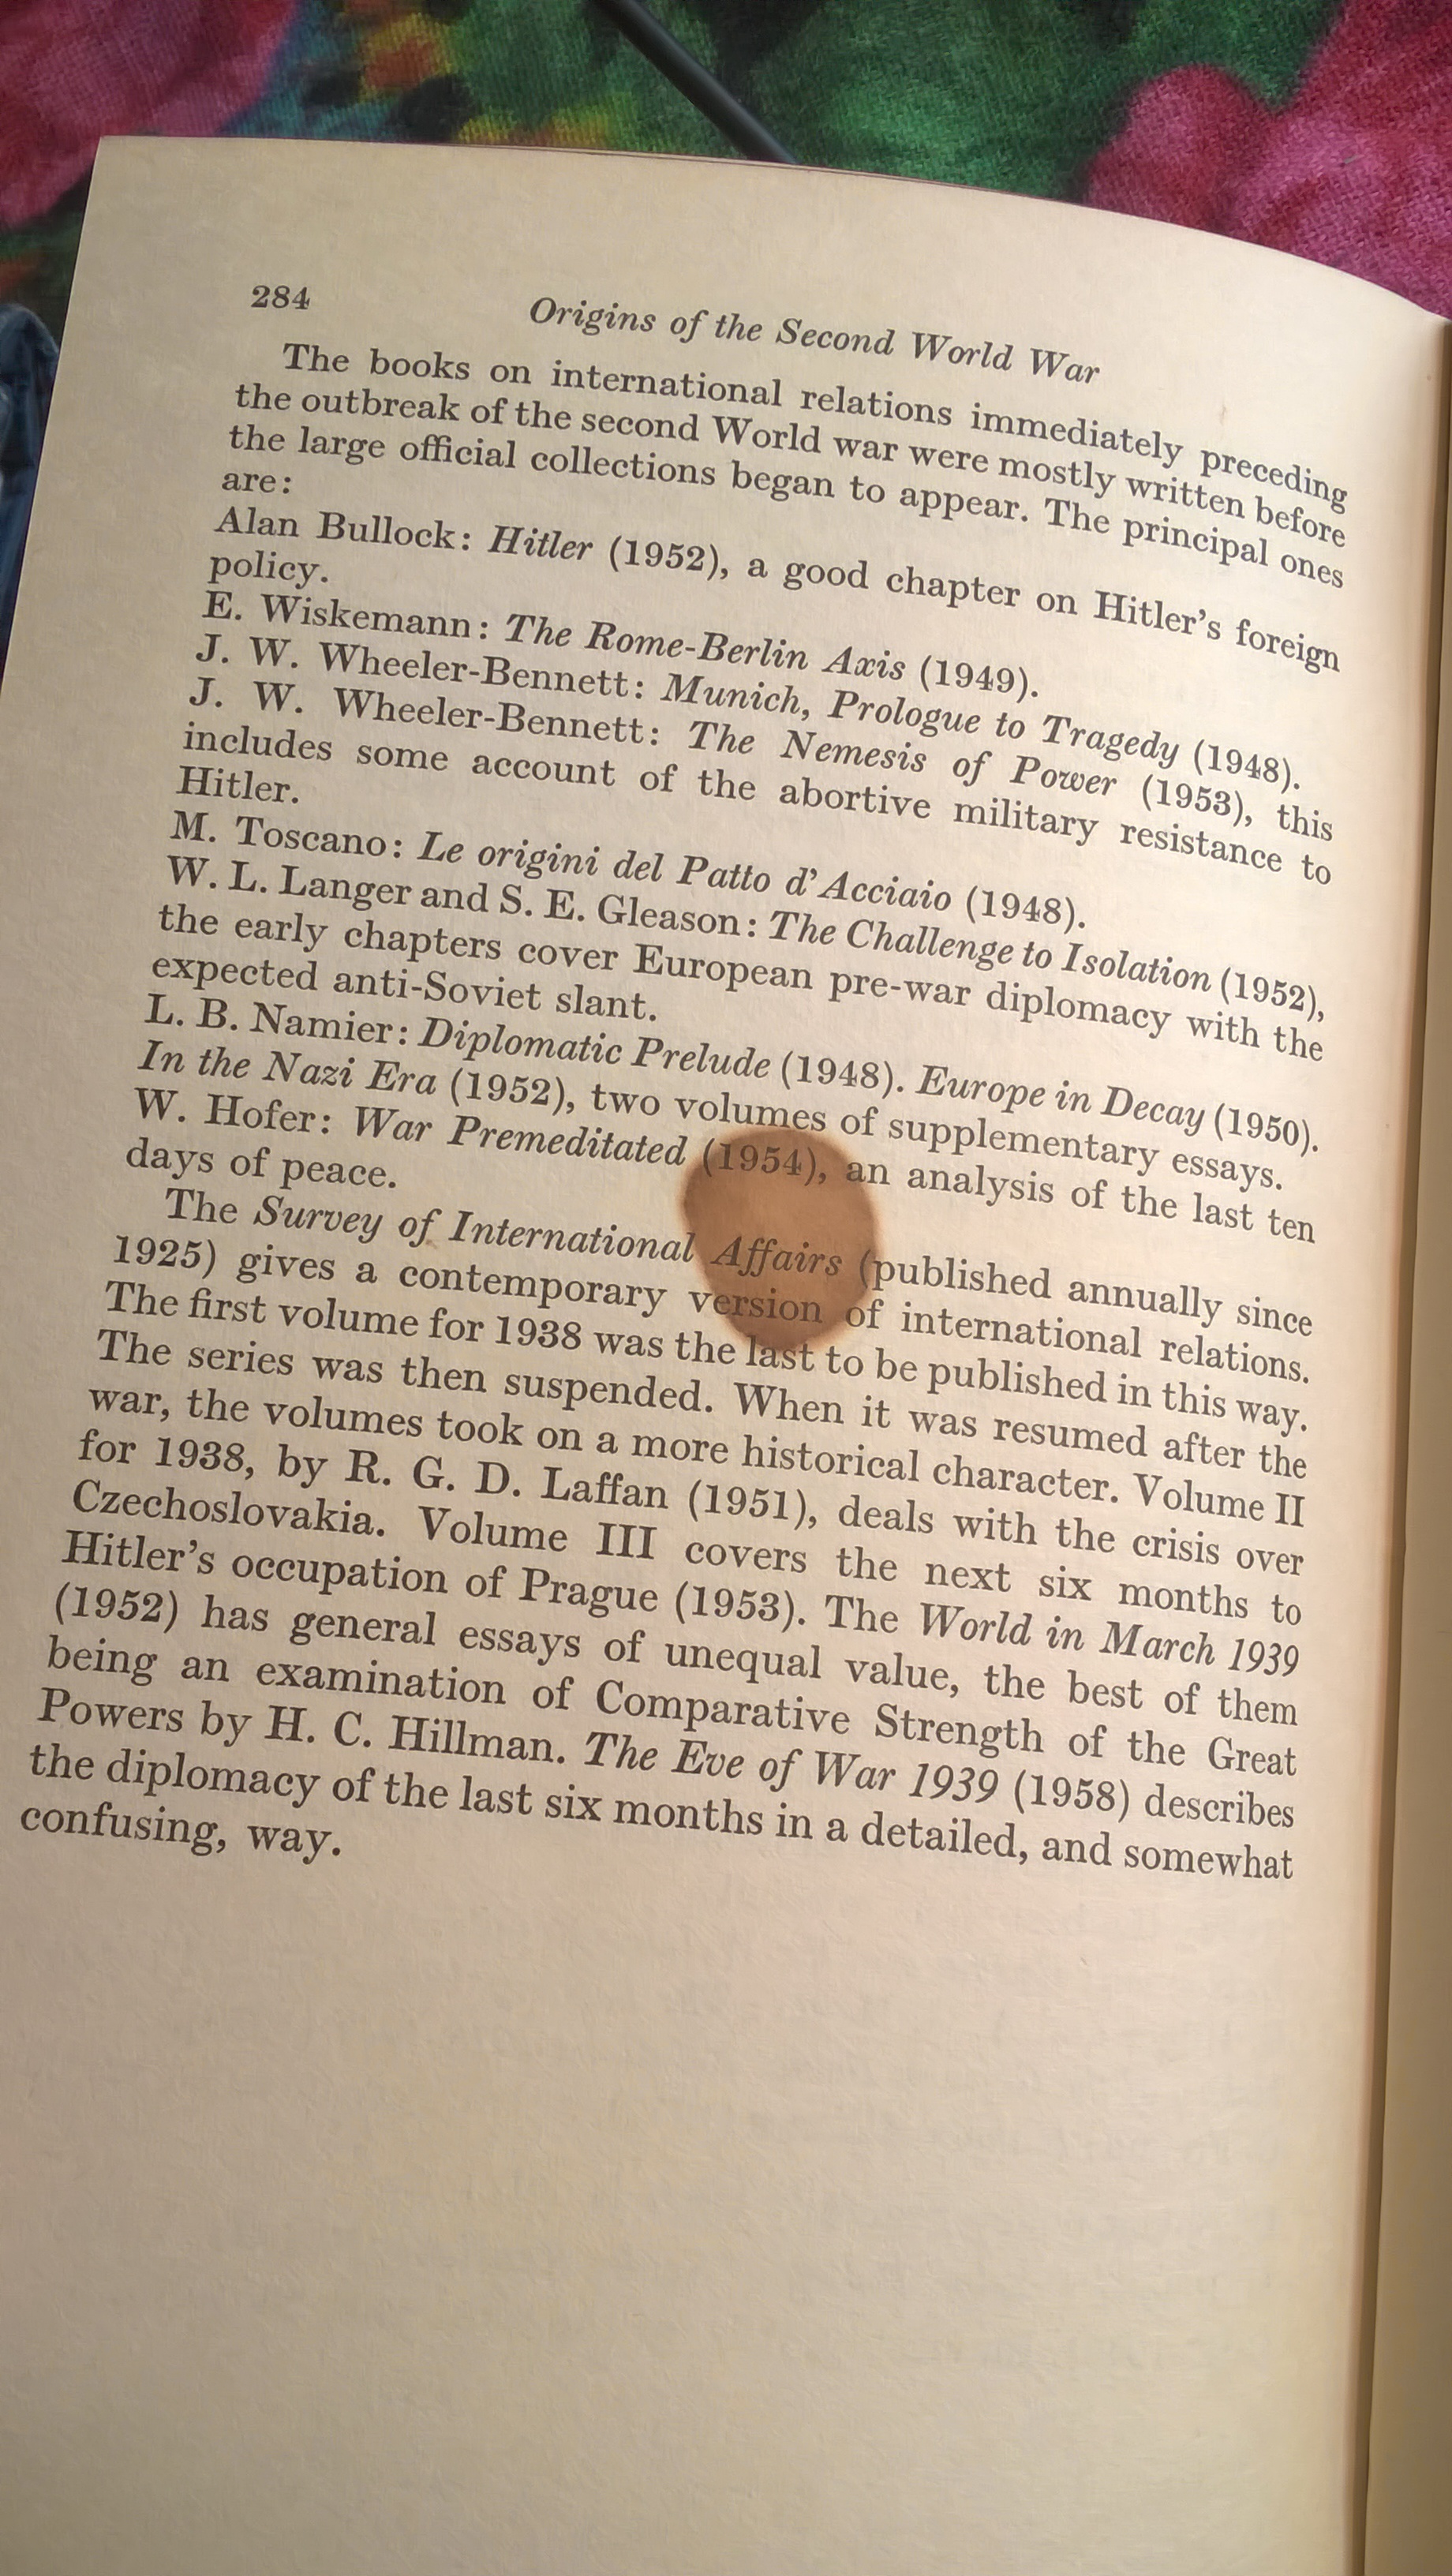 284
Origins of the Second World War
The books on international relations immediately preceding
the outbreak of the second World war were mostly written before
the large official collections began to appear. The principal ones
are:
Alan Bullock: Hitler (1952), a good chapter on Hitler's foreign
policy.
E. Wiskemann: The Rome-Berlin Axis (1949).
J. W. Wheeler-Bennett: Munich, Prologue to Tragedy (1948).
J. W. Wheeler-Bennett: The Nemesis of Power (1953), this
includes some account of the abortive military resistance to
Hitler.
M. Toscano: Le origini del Patto d'Acciaio (1948).
W. L. Langer and S. E. Gleason: The Challenge to Isolation (1952),
the early chapters cover European pre-war diplomacy with the
expected anti-Soviet slant.
L. B. Namier: Diplomatic Prelude (1948). Europe in Decay (1950).
In the Nazi Era (1952), two volumes of supplementary essays.
W. Hofer: War Premeditated (1954), an analysis of the last ten
days of peace.
The Survey of International Affairs (published annually since
1925) gives a contemporary version of international relations.
The first volume for 1938 was the last to be published in this way.
The series was then suspended. When it was resumed after the
war, the volumes took on a more historical character. Volume II
for 1938, by R. G. D. Laffan (1951), deals with the crisis over
Czechoslovakia. Volume III covers the next six months to
Hitler's occupation of Prague (1953). The World in March 1939
(1952) has general essays of unequal value, the best of them
being an examination of Comparative Strength of the Great
Powers by H. C. Hillman. The Eve of War 1939 (1958) describes
the diplomacy of the last six months in a detailed, and somewhat
confusing, way.